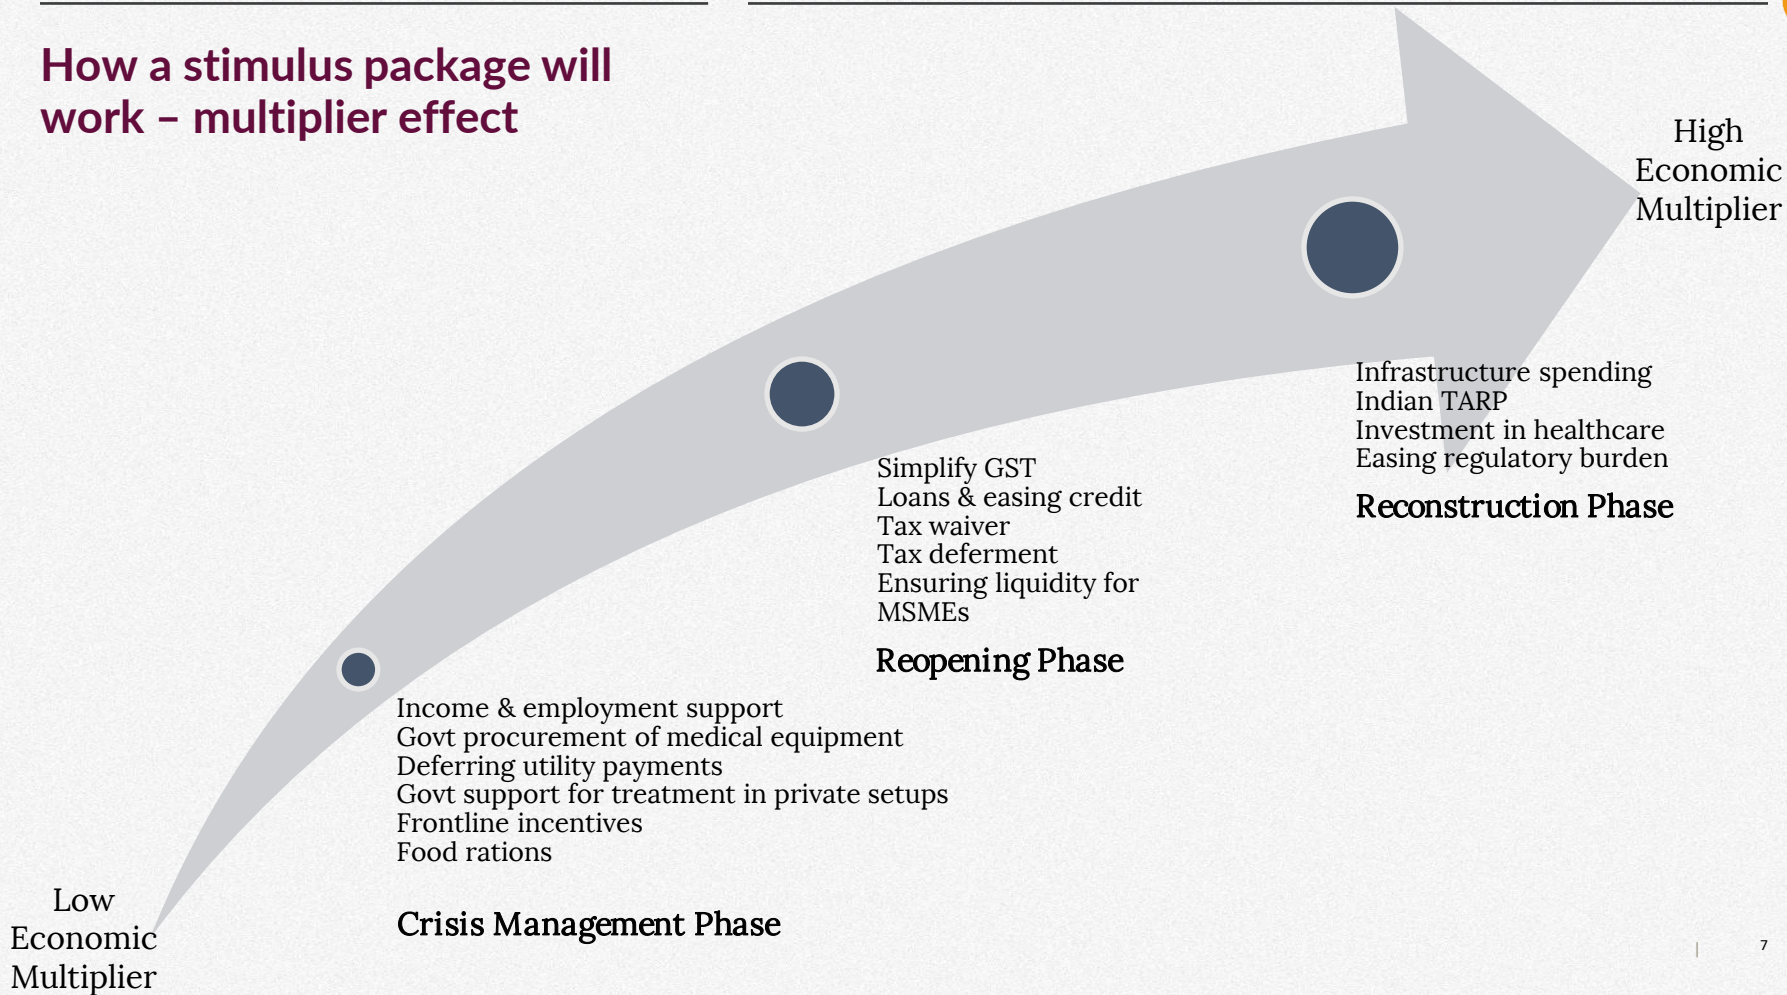 How a stimulus package will
work – multiplier effect
High
Economic
Multiplier
Infrastructure spending
Indian TARP
Investment in healthcare
Easing regulatory burden
Reconstruction Phase
Simplify GST
Loans & easing credit
Tax waiver
Tax deferment
Ensuring liquidity for
MSMEs
Reopening Phase
Income & employment support
Govt procurement of medical equipment
Deferring utility payments
Govt support for treatment in private setups
Frontline incentives
Food rations
Crisis Management Phase
Low
Economic
Multiplier
7